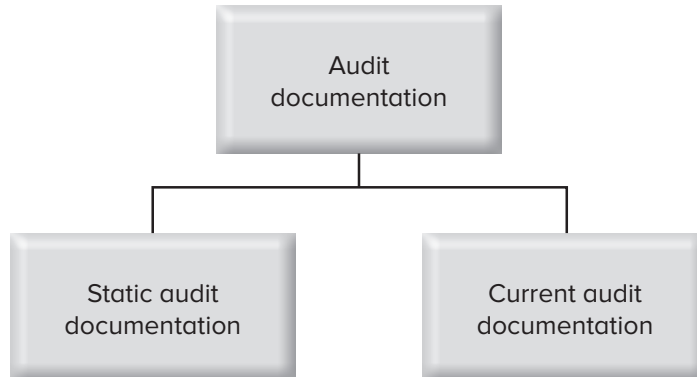 Audit
documentation
Static audit
documentation
Current audit
documentation